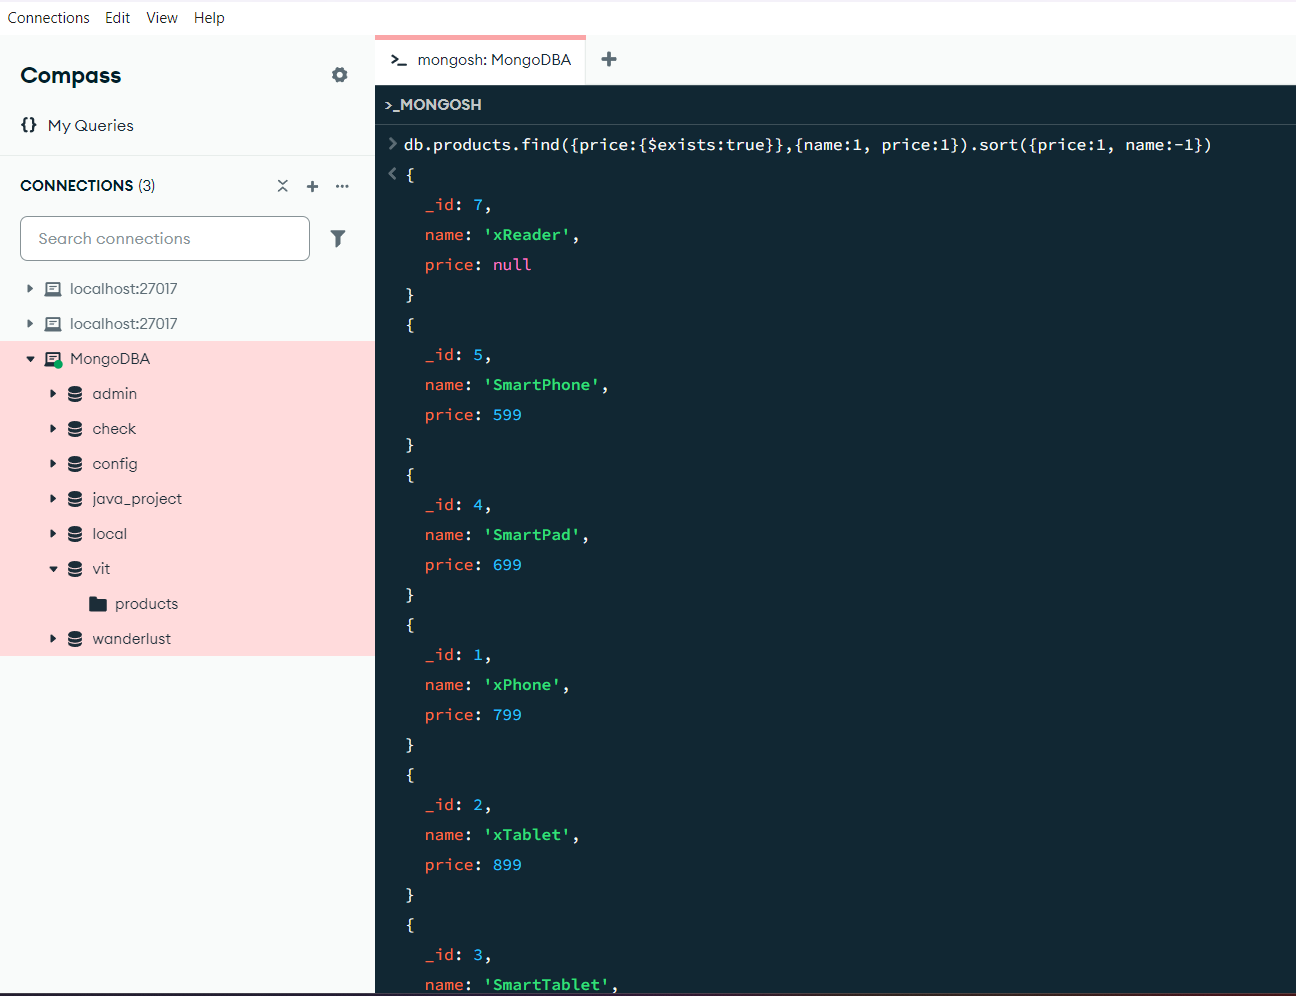 Connections Edit View Help
Compass
{} My Queries
CONNECTIONS (3)
Search connections
localhost:27017
localhost:27017
MongoDBA
admin
check
config
java_project
local
vit
products
wanderlust
>_ mongosh: MongoDBA +
>_MONGOSH
> db.products.find({price:{$exists:true}},{name:1, price:1}).sort({price:1, name:-1})
< {
_id: 7,
name: 'xReader',
price: null
}
{
_id: 5,
name: 'SmartPhone',
price: 599
}
{
_id: 4,
name: 'SmartPad',
price: 699
}
{
_id: 1,
name: 'xPhone',
price: 799
}
{
_id: 2,
name: 'xTablet',
price: 899
}
{
_id: 3,
name: 'SmartTablet',